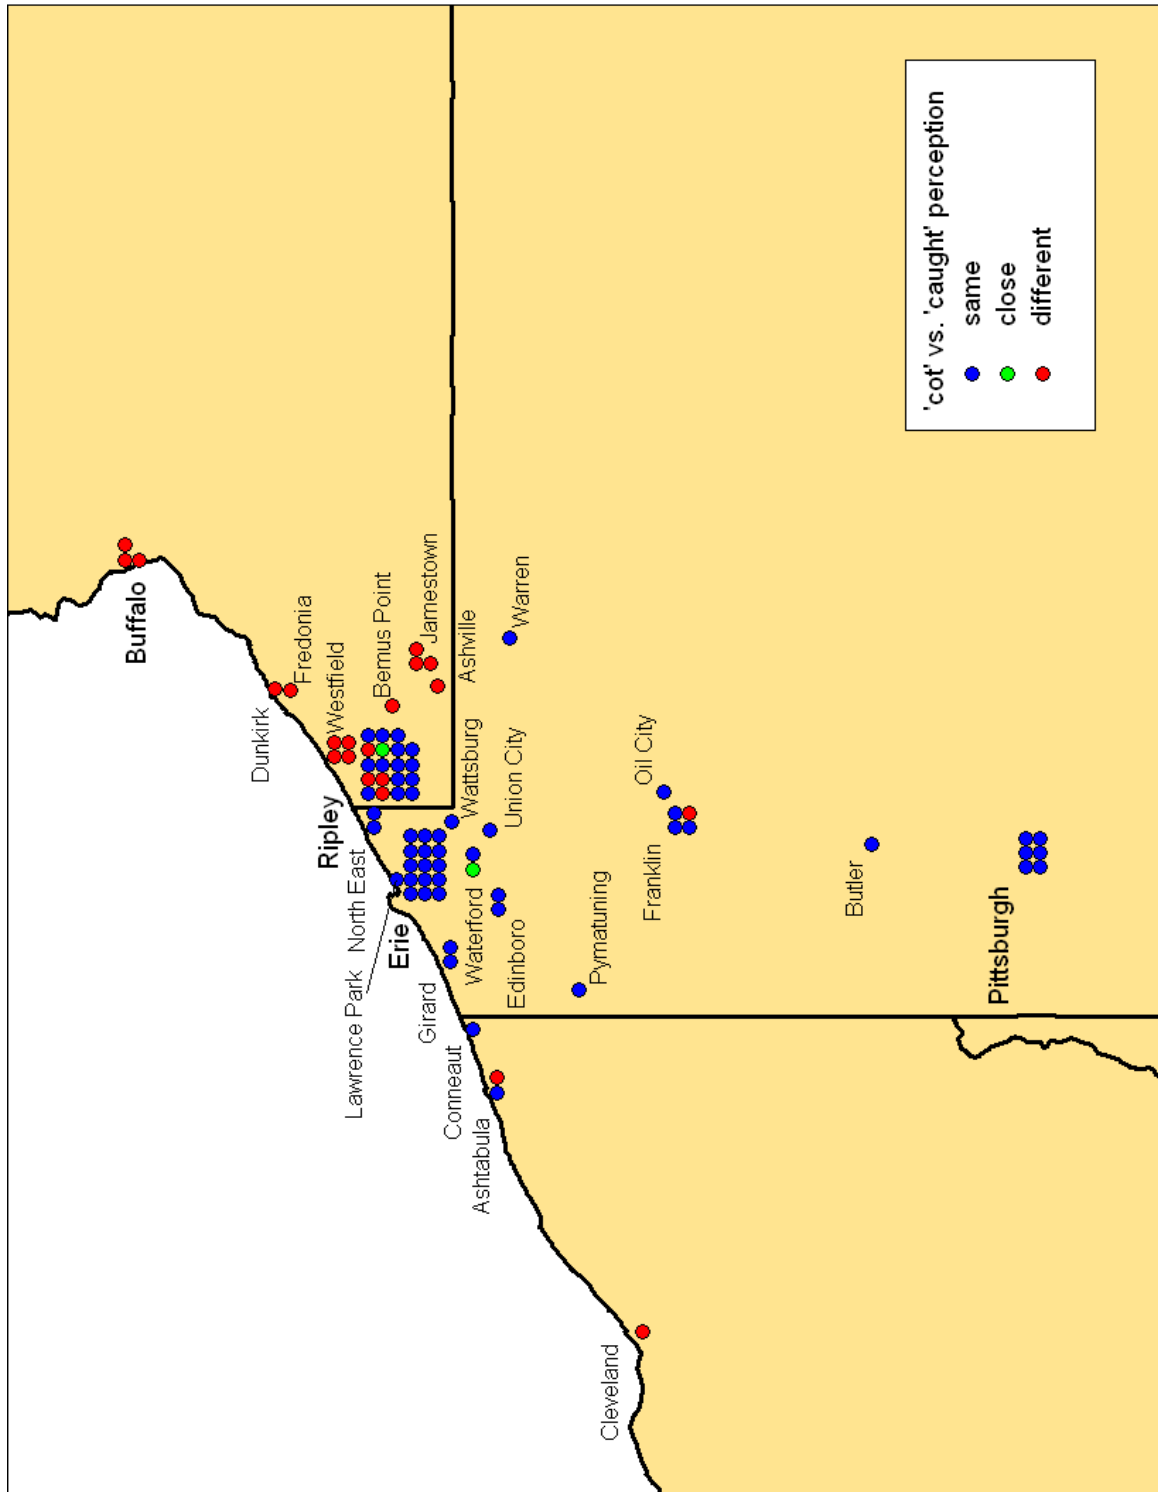 Buffalo
Dunkirk
Fredonia
Westfield
Bemus Point
Jamestown
Ashville
Ripley
North East
Lawrence Park
Erie
Wattsburg
Union City
Warren
Waterford
Edinboro
Girard
Conneaut
Ashtabula
Pymatuning
Oil City
Franklin
Cleveland
Butler
Pittsburgh
'cot' vs. 'caught' perception
same
close
different